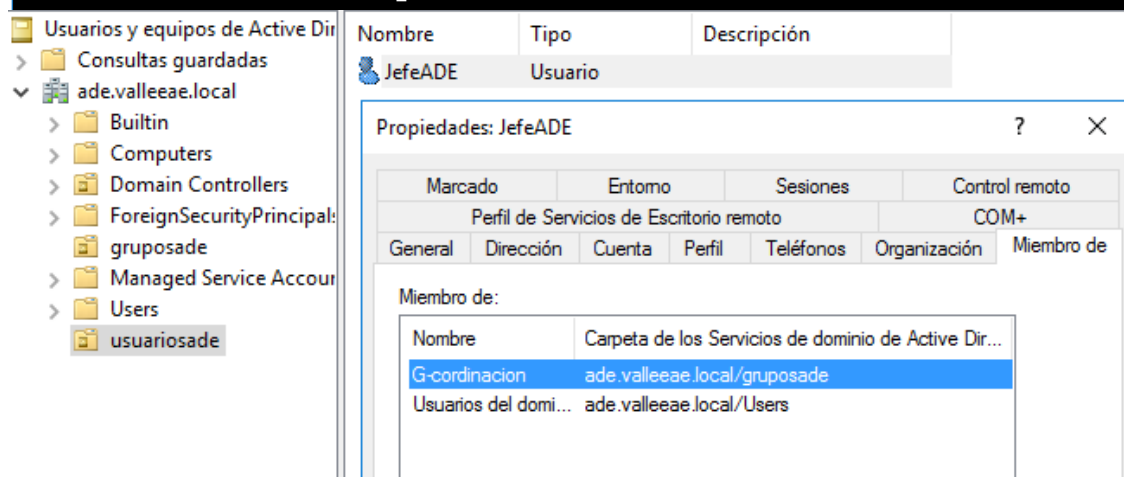 Usuarios y equipos de Active Dir
Consultas guardadas
ade.valleeae.local
Builtin
Computers
Domain Controllers
ForeignSecurityPrincipals
gruposade
Managed Service Accour
Users
usuariosade
Nombre Tipo Descripción
JefeADE Usuario
Propiedades: JefeADE ? ×
Marcado Entorno Sesiones Control remoto
Perfil de Servicios de Escritorio remoto COM+
General Dirección Cuenta Perfil Teléfonos Organización Miembro de
Miembro de:
Nombre Carpeta de los Servicios de dominio de Active Dir...
G-cordinacion ade.valleeae.local/gruposade
Usuarios del domi... ade.valleeae.local/Users